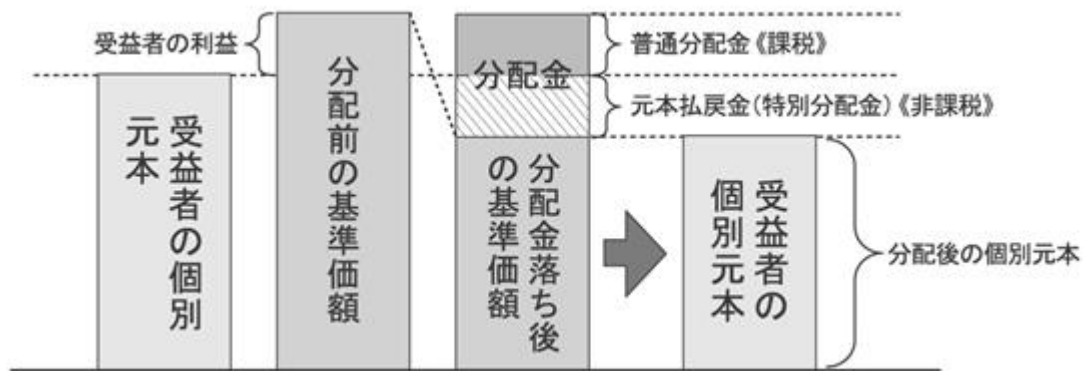 受益者の利益
受益者の個別
元本
分配前の基準価額
分配金
分配金落ち後
の基準価額
普通分配金《課税》
元本払戻金(特別分配金)《非課税》
受益者の
個別元本
分配後の個別元本